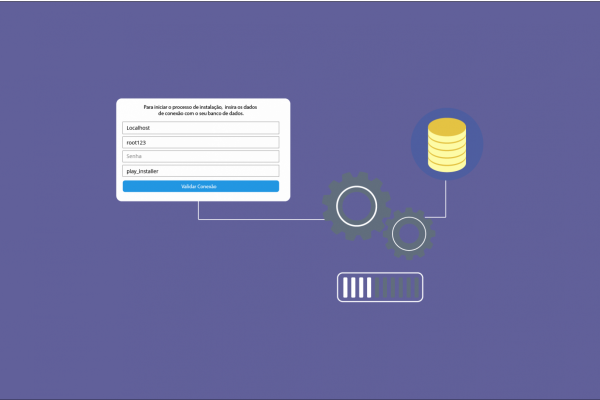 Para iniciar o processo de instalação, insira os dados
de conexão com o seu banco de dados.
Localhost
root123
Senha
play_installer
Validar Conexão